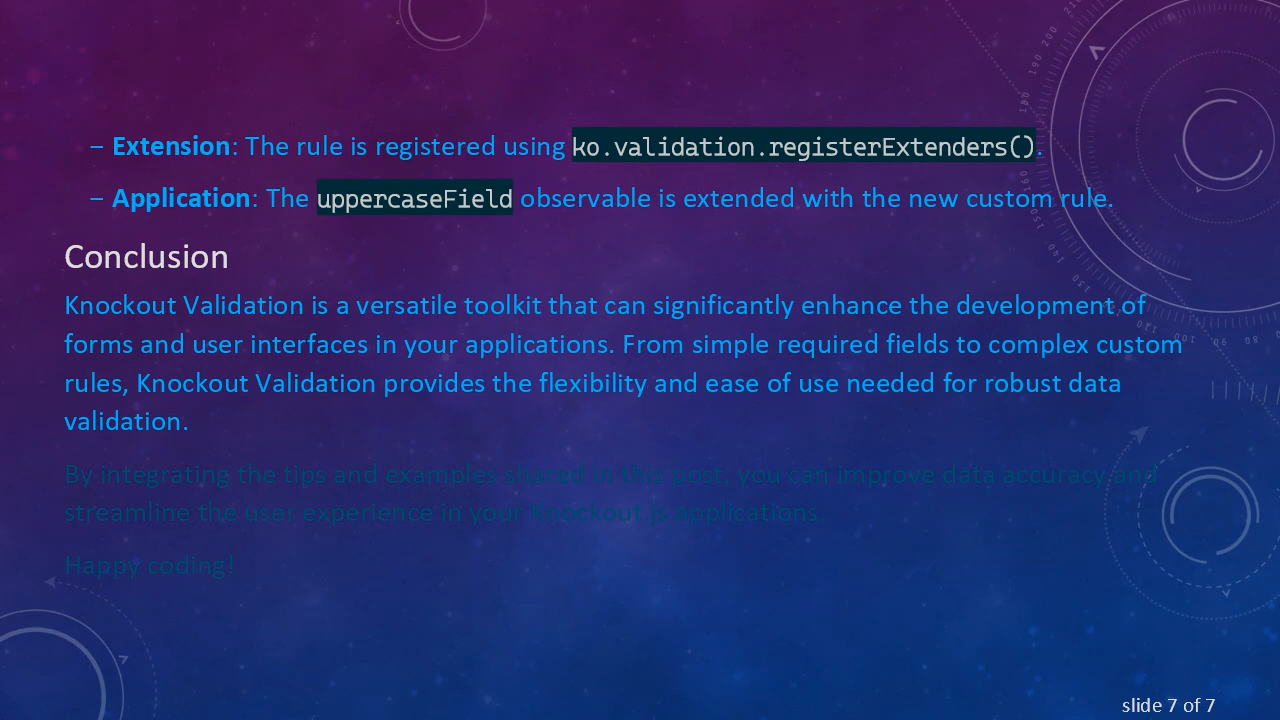 – Extension: The rule is registered using ko.validation.registerExtenders().
– Application: The uppercaseField observable is extended with the new custom rule.
Conclusion
Knockout Validation is a versatile toolkit that can significantly enhance the development of
forms and user interfaces in your applications. From simple required fields to complex custom
rules, Knockout Validation provides the flexibility and ease of use needed for robust data
validation.
By integrating the tips and examples shared in this post, you can improve data accuracy and
streamline the user experience in your Knockout.js applications.
Happy coding!
slide 7 of 7